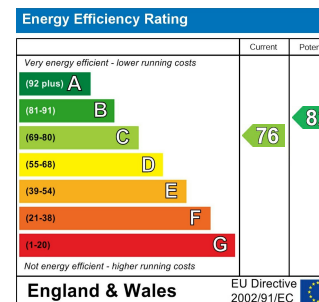 Energy Efficiency Rating
Current
Very energy efficient - lower running costs
(92 plus) A
(81-91) B
(69-80) C
(55-68) D
(39-54) E
(21-38) F
(1-20) G
76
Not energy efficient - higher running costs
England & Wales
EU Directive
2002/91/EC